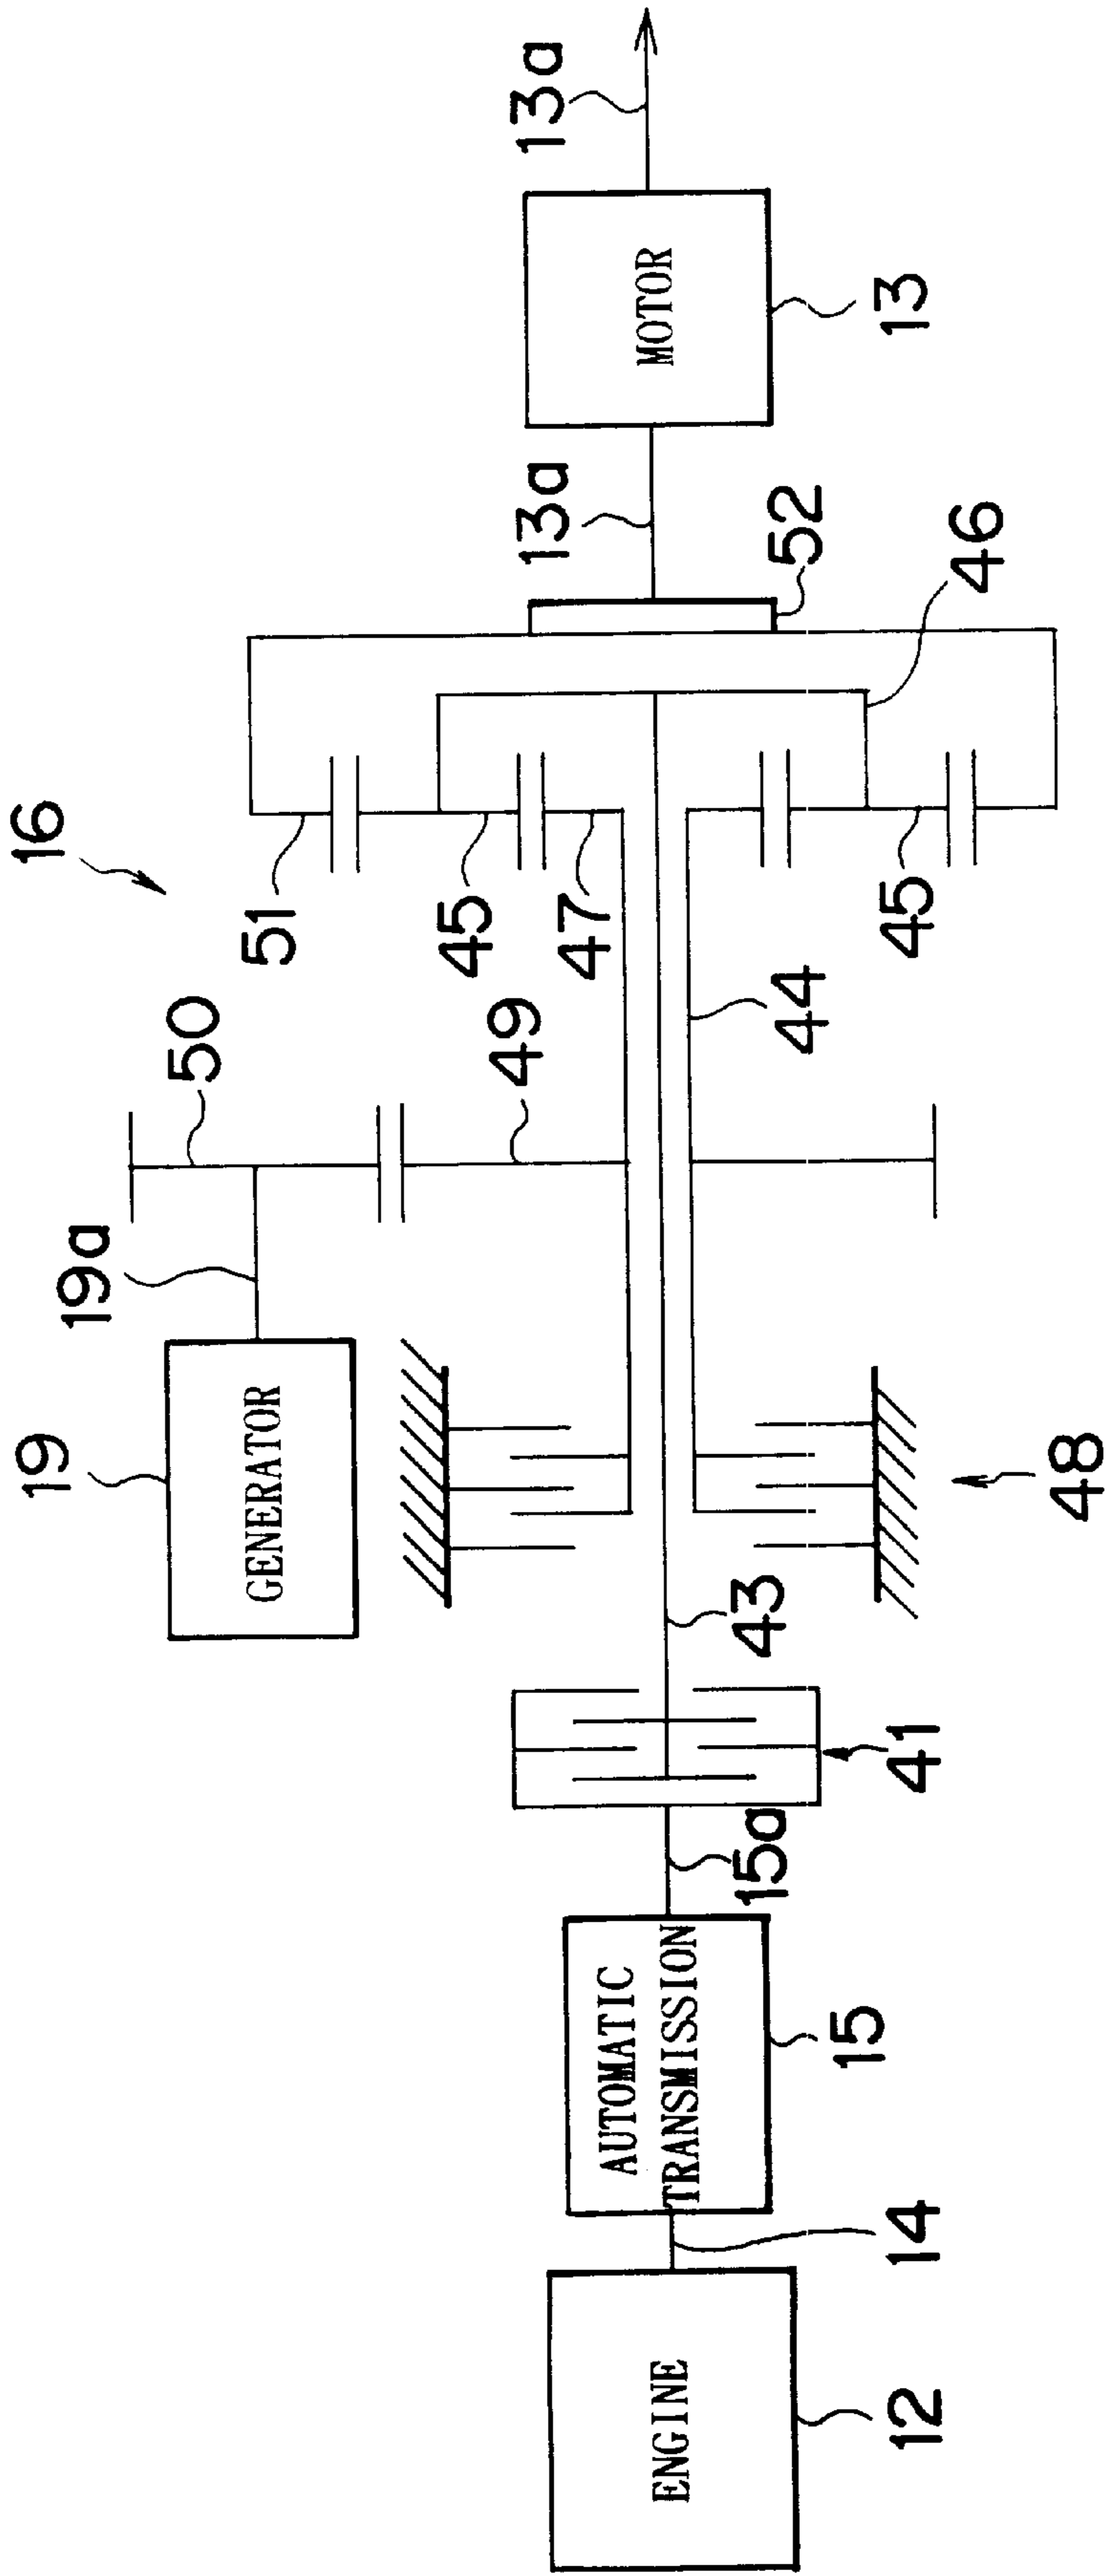 16
13a
13a
MOTOR
13
52
46
51
45
47
45
50
49
44
19a
19
GENERATOR
48
43
41
15a
AUTOMATIC
TRANSMISSION
15
14
ENGINE
12